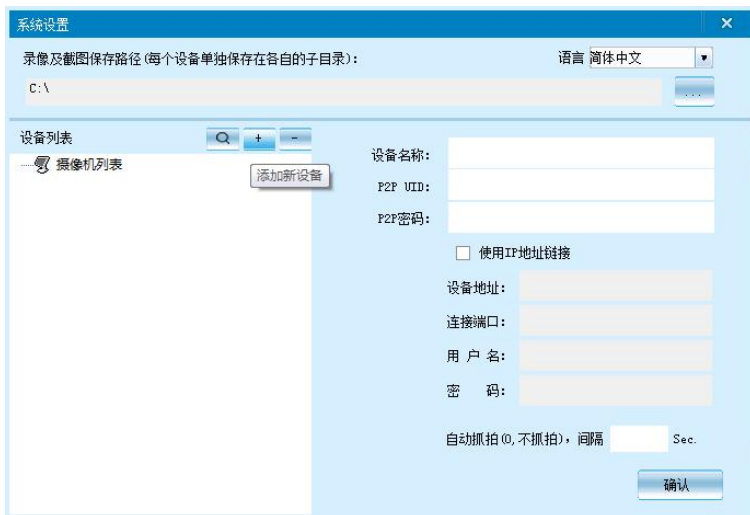 系统设置
录像及截图保存路径(每个设备单独保存在各自的子目录):
语言 简体中文
C:\
...
设备列表
+ -
摄像机列表
添加新设备
设备名称:
P2P UID:
P2P密码:
使用IP地址链接
设备地址:
连接端口:
用 户 名:
密 码:
自动抓拍(0,不抓拍), 间隔 Sec.
确认